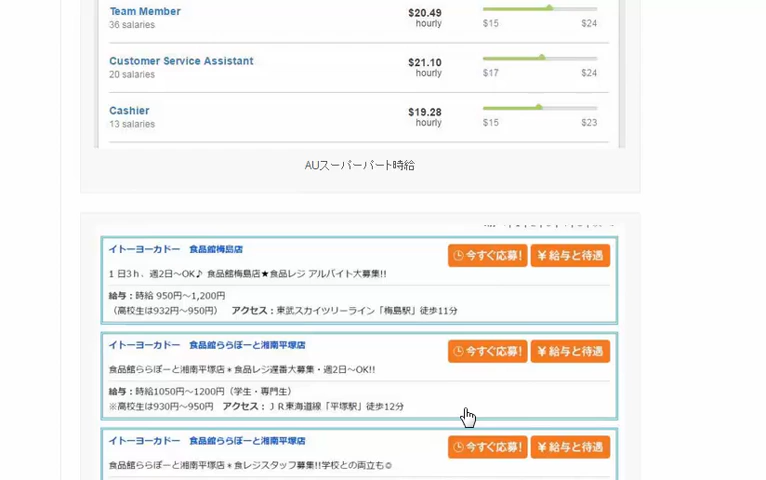 Team Member $20.49
36 salaries hourly $15 $24
Customer Service Assistant $21.10
20 salaries hourly $17 $24
Cashier $19.28
13 salaries hourly $15 $23
AUスーパーパート時給
イトーヨーカドー 食品館梅島店 今すぐ応募! ¥給与と待遇
1日3h、週2日～OK♪ 食品館梅島店★食品レジ アルバイト大募集!!
給与：時給 950円～1,200円
（高校生は932円～950円） アクセス：東武スカイツリーライン「梅島駅」徒歩11分
イトーヨーカドー 食品館ららぽーと湘南平塚店 今すぐ応募! ¥給与と待遇
食品館ららぽーと湘南平塚店＊食品レジ遅番大募集・週2日～OK!!
給与：時給1050円～1200円（学生・専門生）
※高校生は930円～950円 アクセス：ＪＲ東海道線「平塚駅」徒歩12分
イトーヨーカドー 食品館ららぽーと湘南平塚店 今すぐ応募! ¥給与と待遇
食品館ららぽーと湘南平塚店＊食レジスタッフ募集!!学校との両立も☺